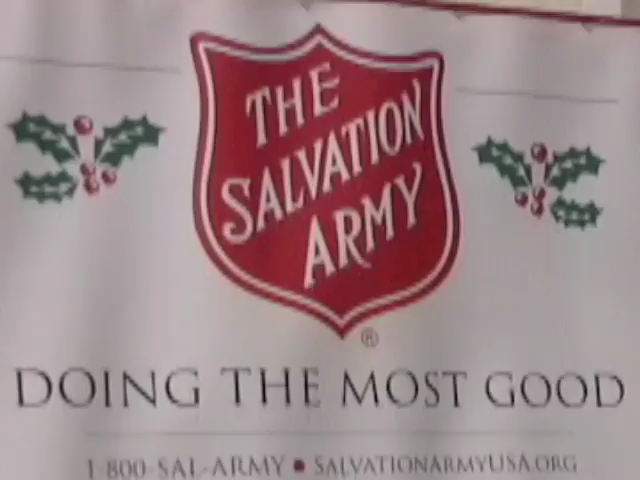 THE
SALVATION
ARMY
®
DOING THE MOST GOOD
1-800-SAL-ARMY • SALVATIONARMYUSA.ORG